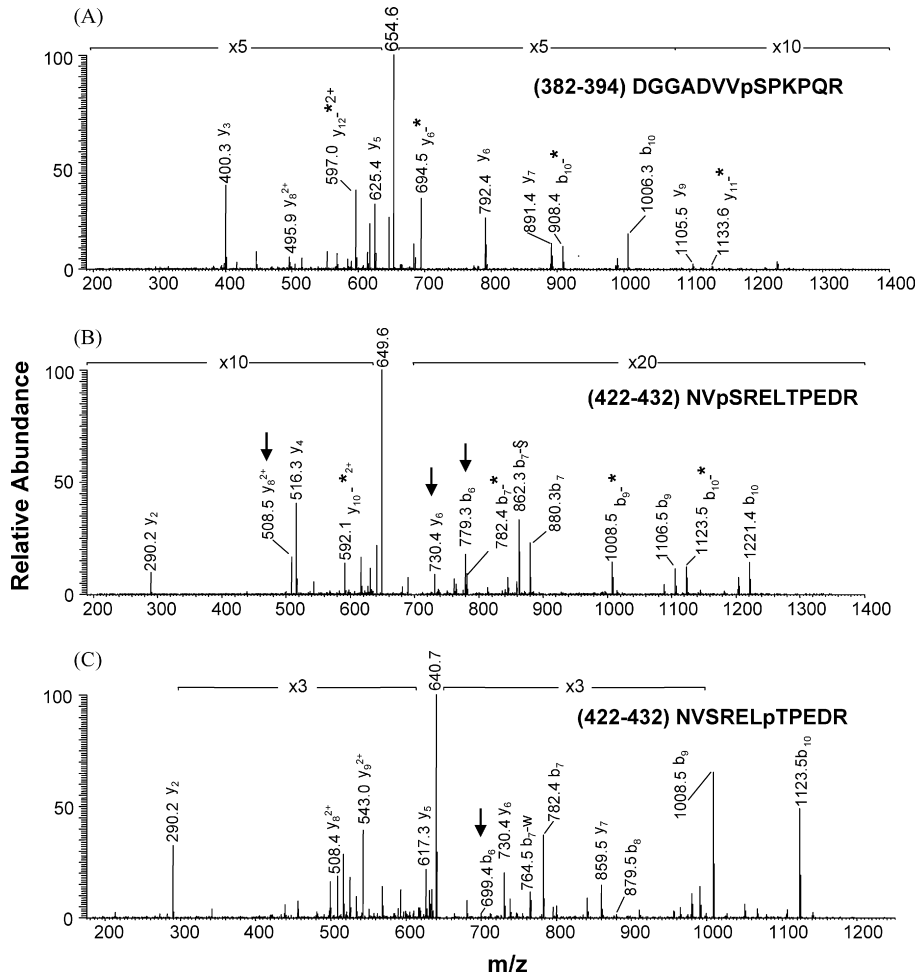 (A)
x5 x5 x10
654.6
(382-394) DGGADVVpSPKPQR
400.3 y3
495.9 y8 2+
597.0 y12- *2+
625.4 y5
694.5 y6- *
792.4 y6
891.4 y7
908.4 b10- *
1006.3 b10
1105.5 y9
1133.6 y11- *
100
50
0
200 400 500 600 700 800 900 1000 1100 1200 1400
(B)
x10 x20
649.6
(422-432) NVpSRELTPEDR
290.2 y2
508.5 y8 2+
516.3 y4
592.1 y10- *2+
730.4 y6
779.3 b6
782.4 b7- *
862.3 b7-§
880.3b7
1008.5 b9- *
1106.5 b9
1123.5 b10- *
1221.4 b10
100
50
0
200 300 400 500 600 700 800 900 1000 1100 1200 1300 1400
(C)
x3 x3
640.7
(422-432) NVSRELpTPEDR
290.2 y2
508.4 y8 2+
543.0 y9 2+
617.3 y5
699.4 b6
730.4 y6
764.5 b7-w
782.4 b7
859.5 y7
879.5 b8
1008.5 b9
1123.5b10
100
50
0
200 300 400 500 600 700 800 900 1000 1100 1200
Relative Abundance
m/z